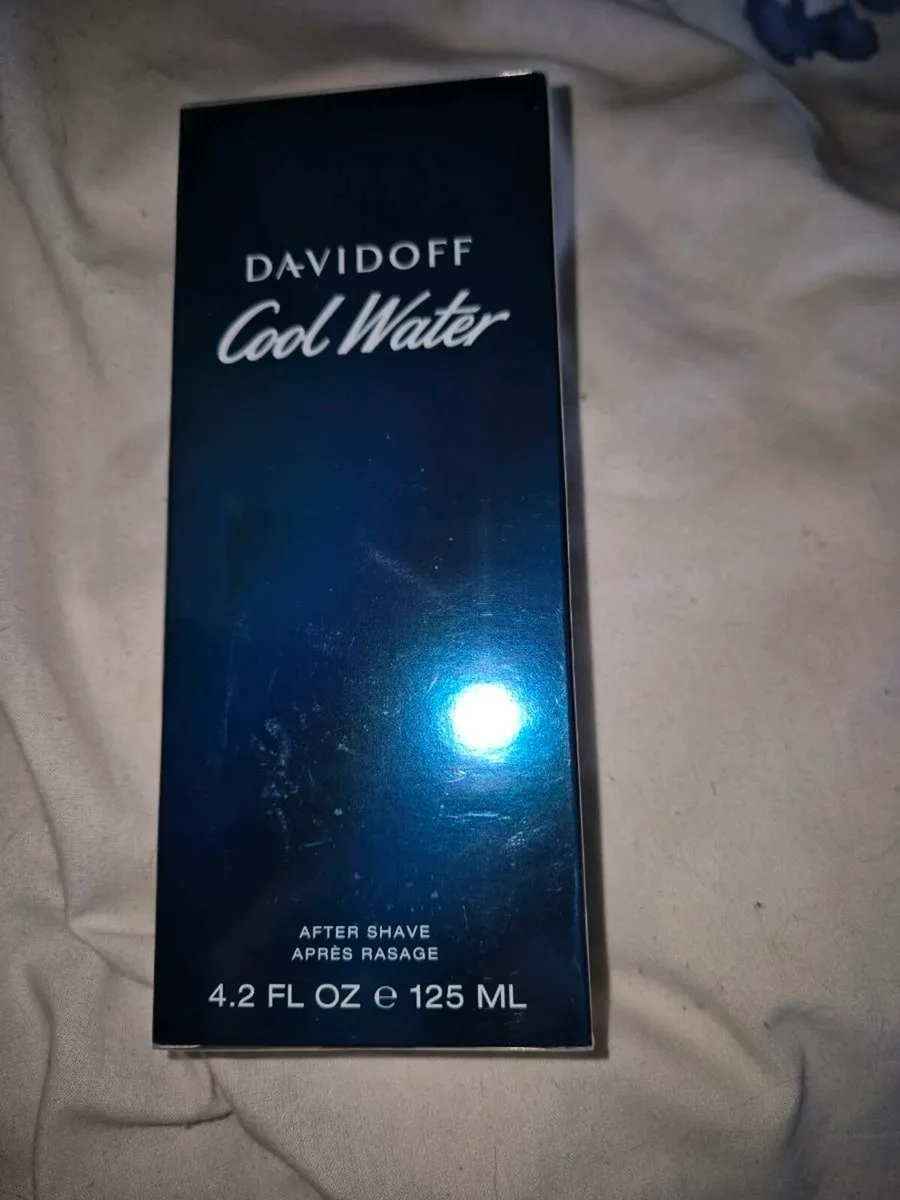 DAVIDOFF
Cool Water
AFTER SHAVE
APRÈS RASAGE
4.2 FL OZ ℮ 125 ML